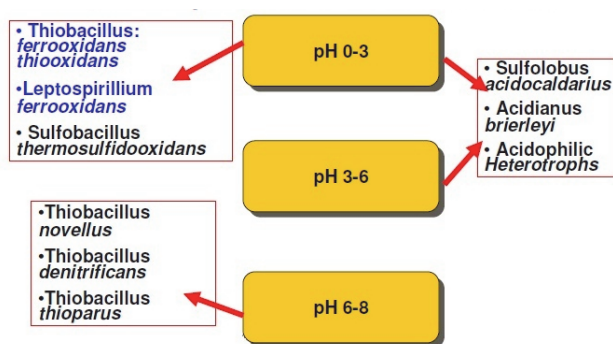 • Thiobacillus:
ferrooxidans
thiooxidans
•Leptospirillium
ferrooxidans
• Sulfobacillus
thermosulfidooxidans
pH 0-3
• Sulfolobus
acidocaldarius
• Acidianus
brierleyi
• Acidophilic
Heterotrophs
pH 3-6
•Thiobacillus
novellus
•Thiobacillus
denitrificans
•Thiobacillus
thioparus
pH 6-8